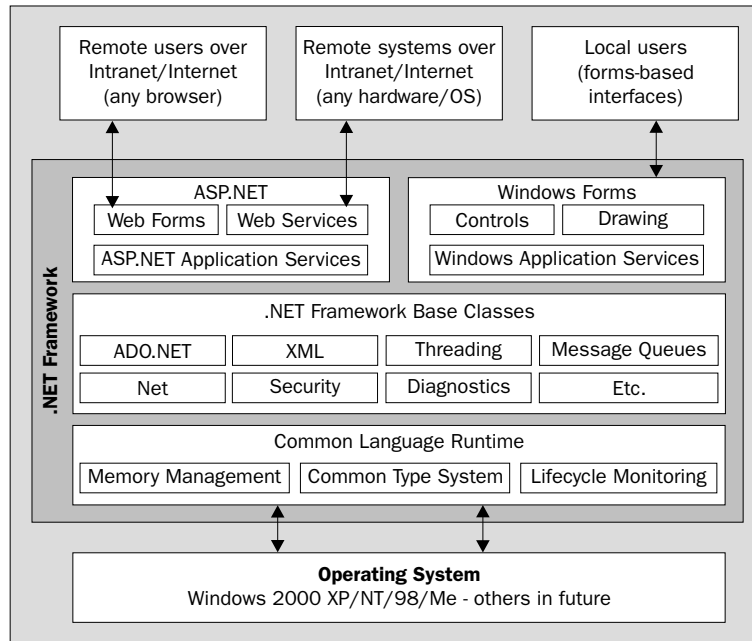 Remote users over
Intranet/Internet
(any browser)
Remote systems over
Intranet/Internet
(any hardware/OS)
Local users
(forms-based
interfaces)
.NET Framework
ASP.NET
Web Forms
Web Services
ASP.NET Application Services
Windows Forms
Controls
Drawing
Windows Application Services
.NET Framework Base Classes
ADO.NET
XML
Threading
Message Queues
Net
Security
Diagnostics
Etc.
Common Language Runtime
Memory Management
Common Type System
Lifecycle Monitoring
Operating System
Windows 2000 XP/NT/98/Me - others in future